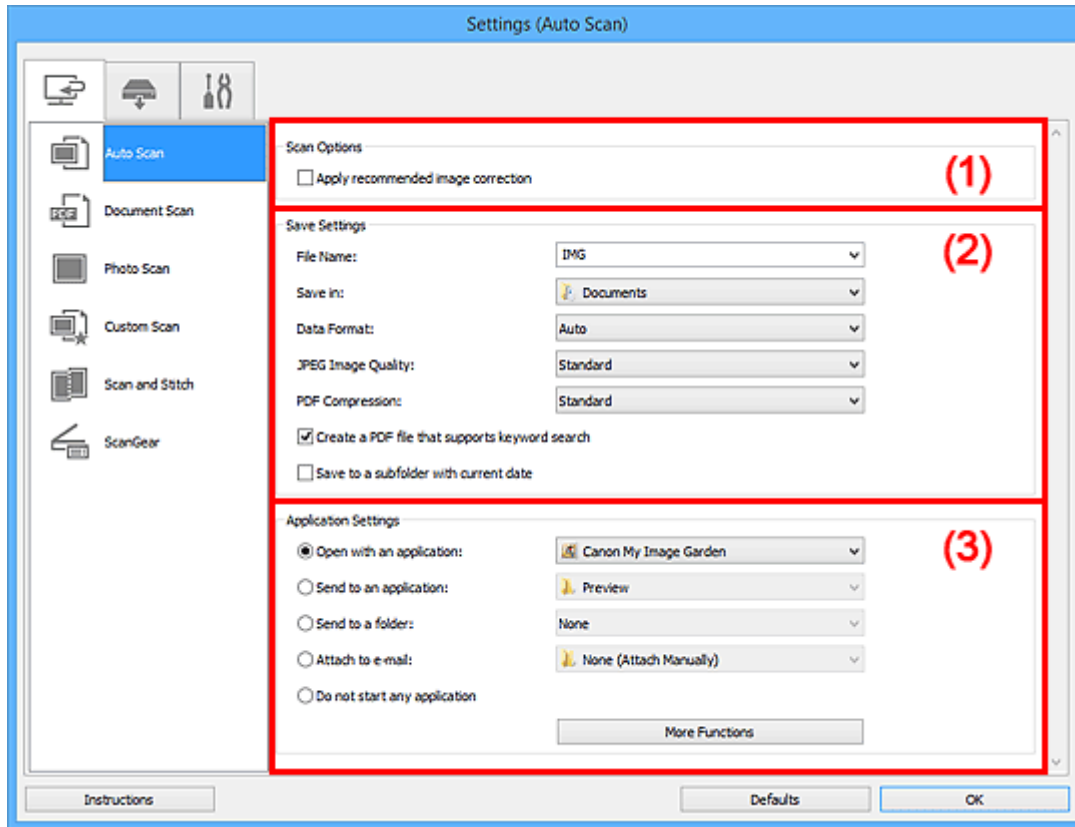 Settings (Auto Scan)
Auto Scan
Document Scan
PDF
Photo Scan
Custom Scan
Scan and Stitch
ScanGear
Scan Options
(1)
Apply recommended image correction
Save Settings
(2)
File Name: IMG
Save in: Documents
Data Format: Auto
JPEG Image Quality: Standard
PDF Compression: Standard
Create a PDF file that supports keyword search
Save to a subfolder with current date
Application Settings
(3)
Open with an application: Canon My Image Garden
Send to an application: Preview
Send to a folder: None
Attach to e-mail: None (Attach Manually)
Do not start any application
More Functions
Instructions Defaults OK